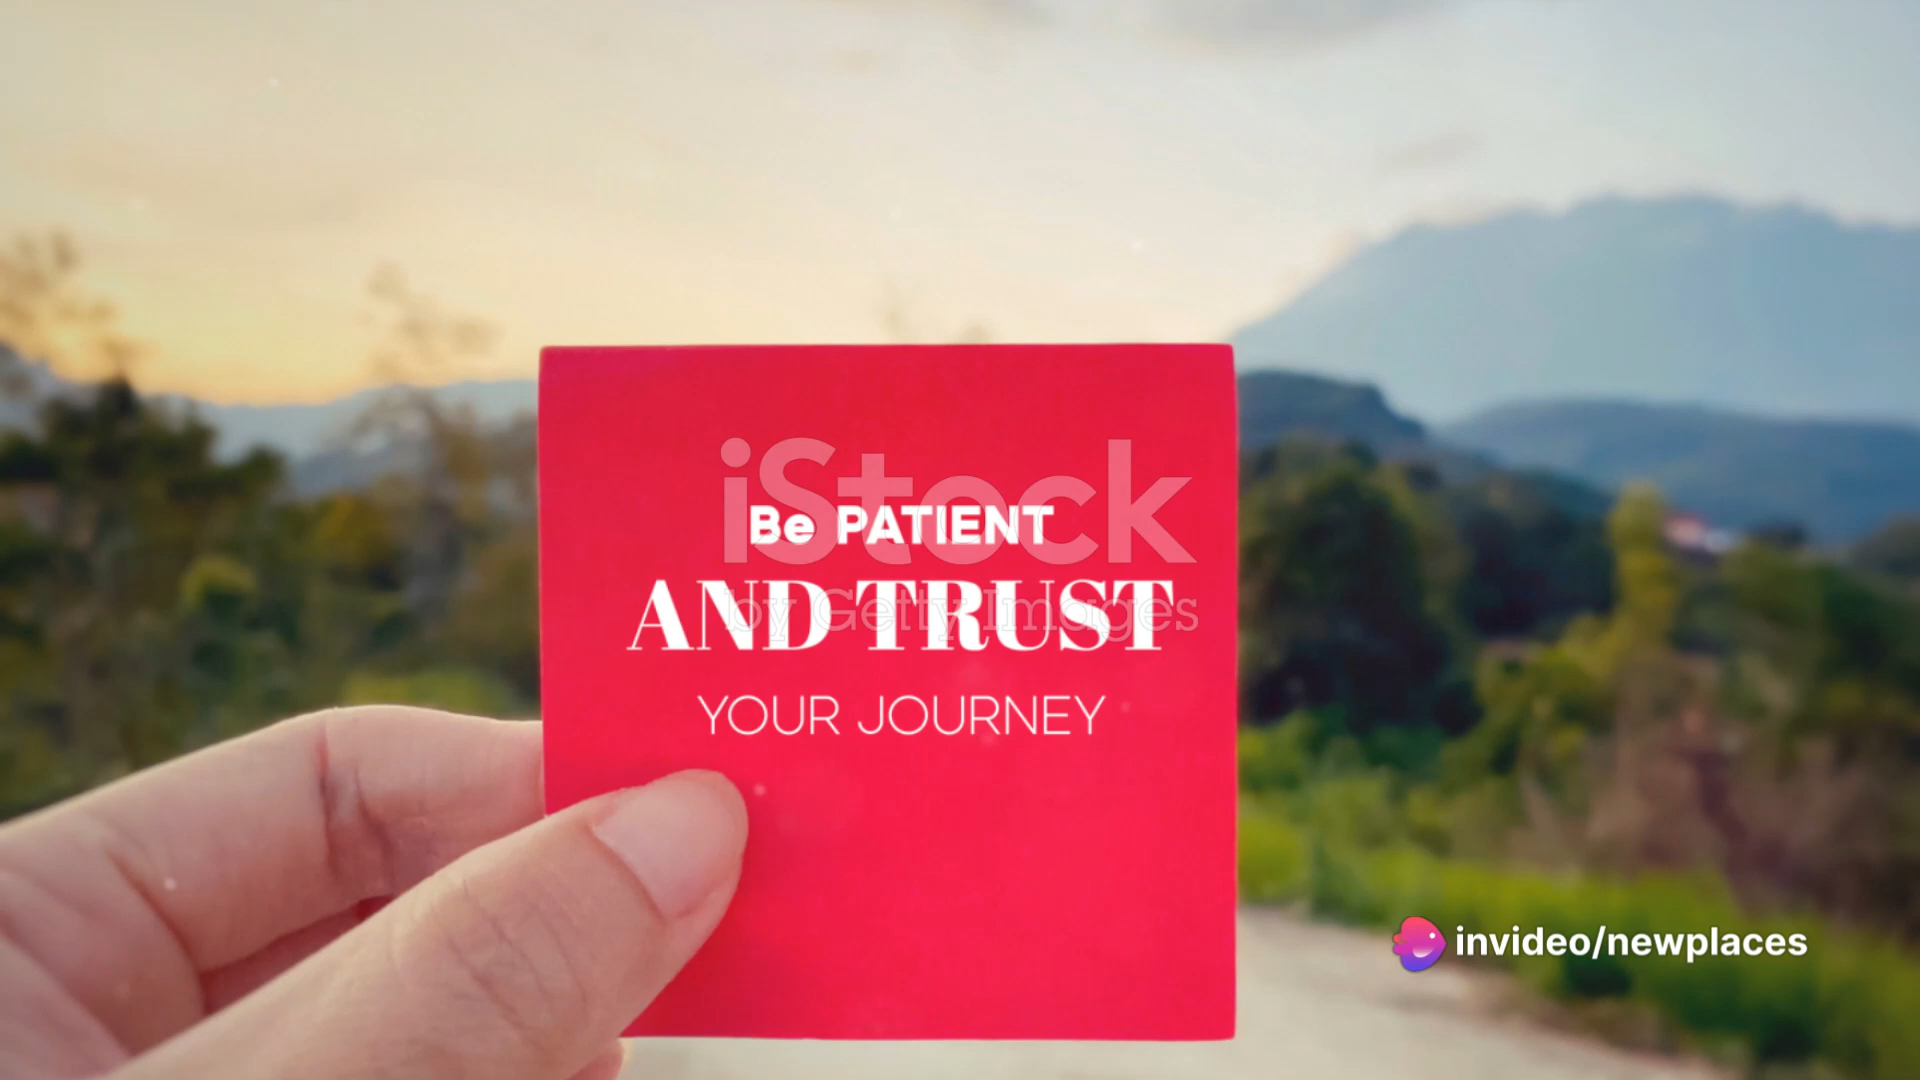 iStock
Be PATIENT
by Getty Images
AND TRUST
YOUR JOURNEY
invideo/newplaces